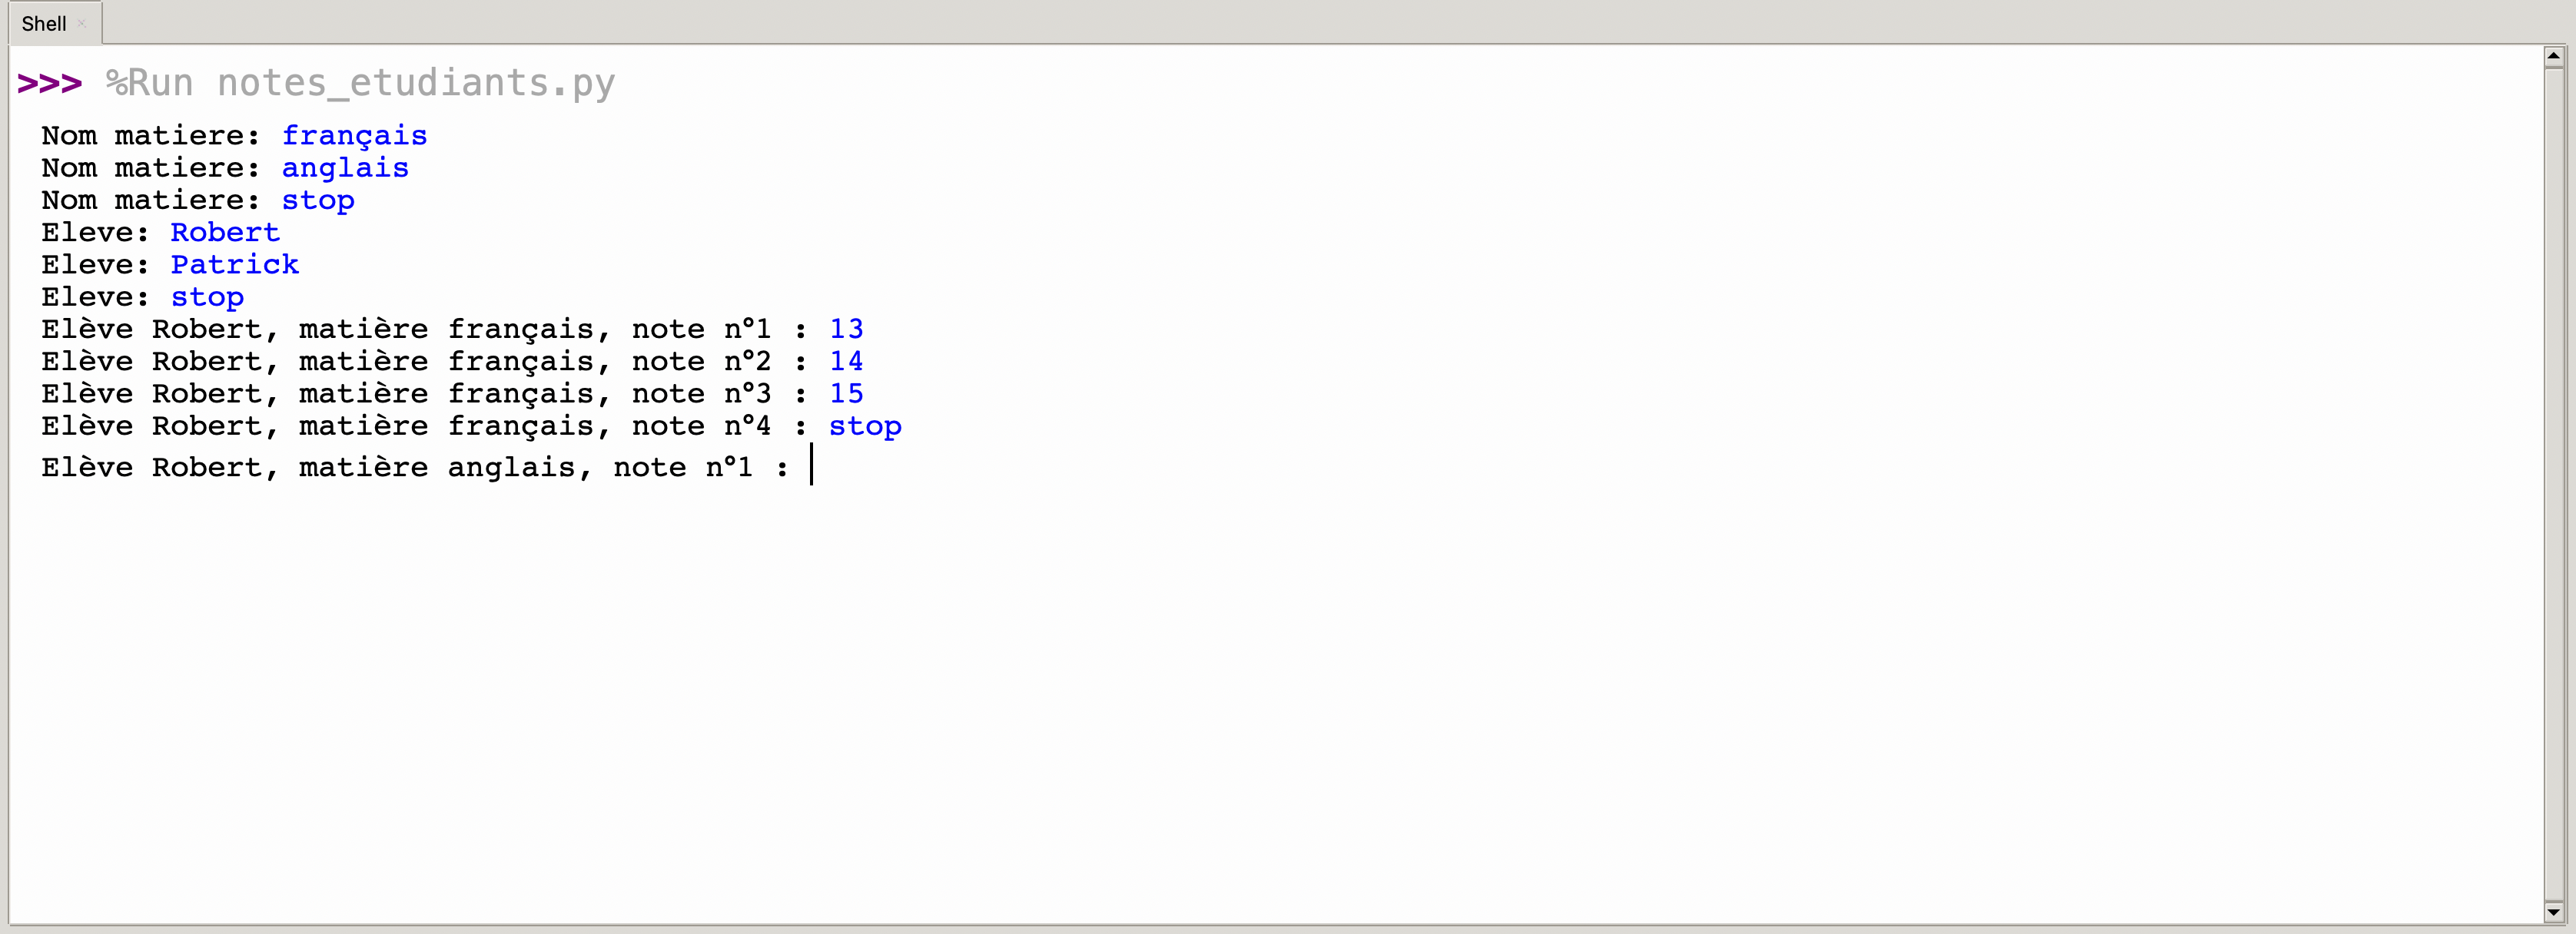 Shell
>>> %Run notes_etudiants.py
Nom matiere: français
Nom matiere: anglais
Nom matiere: stop
Eleve: Robert
Eleve: Patrick
Eleve: stop
Elève Robert, matière français, note n°1 : 13
Elève Robert, matière français, note n°2 : 14
Elève Robert, matière français, note n°3 : 15
Elève Robert, matière français, note n°4 : stop
Elève Robert, matière anglais, note n°1 :